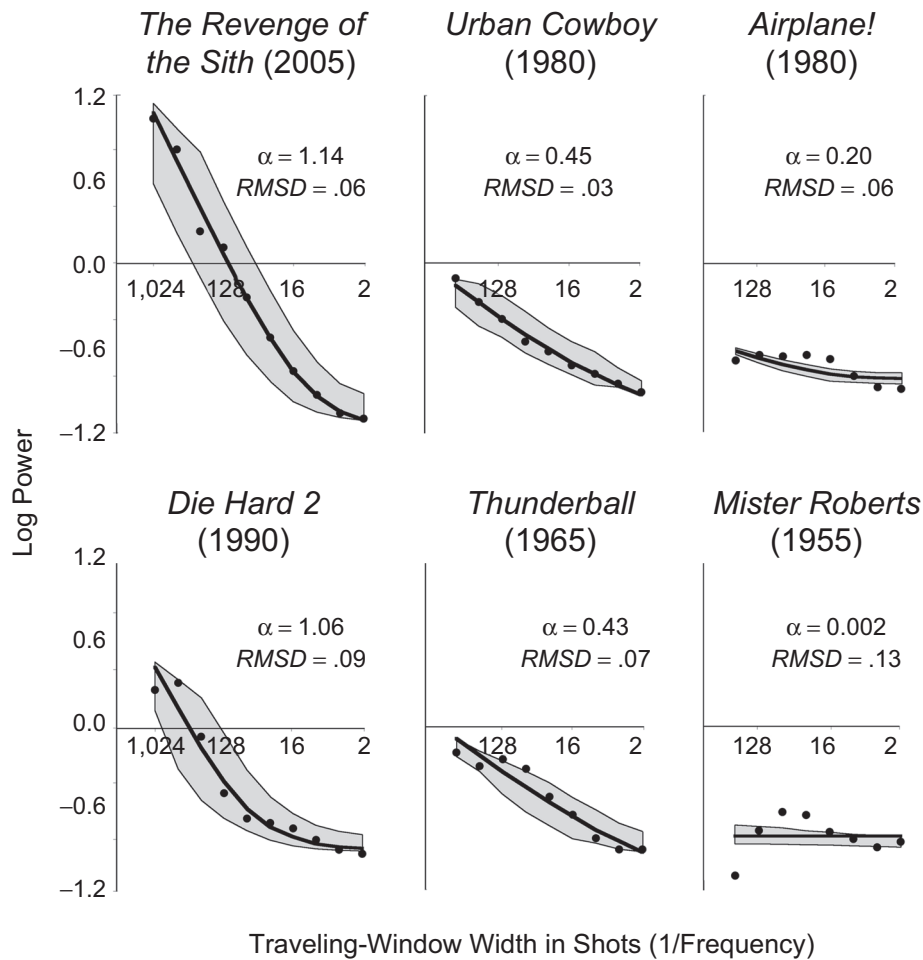 The Revenge of
the Sith (2005)
Urban Cowboy
(1980)
Airplane!
(1980)
1.2
0.6
0.0
−0.6
−1.2
α = 1.14
RMSD = .06
1,024 128 16 2
α = 0.45
RMSD = .03
128 16 2
α = 0.20
RMSD = .06
128 16 2
Log Power
Die Hard 2
(1990)
Thunderball
(1965)
Mister Roberts
(1955)
1.2
0.6
0.0
−0.6
−1.2
α = 1.06
RMSD = .09
1,024 128 16 2
α = 0.43
RMSD = .07
128 16 2
α = 0.002
RMSD = .13
128 16 2
Traveling-Window Width in Shots (1/Frequency)